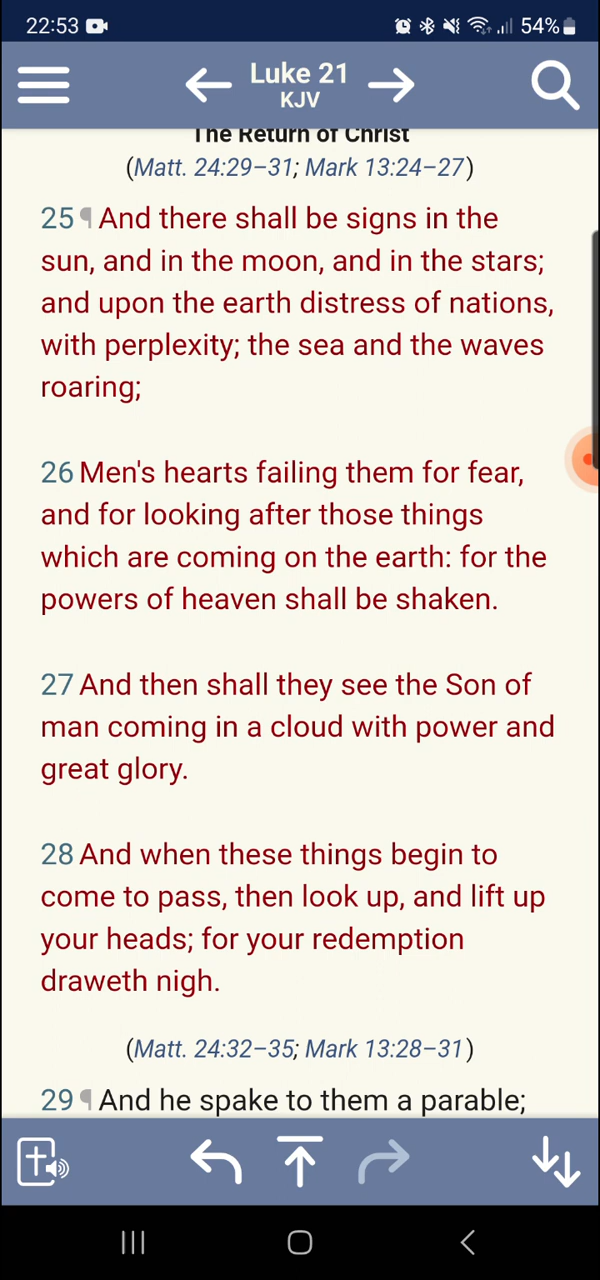 22:53 54%
Luke 21
KJV
The Return of Christ
(Matt. 24:29–31; Mark 13:24–27)
25 ¶ And there shall be signs in the
sun, and in the moon, and in the stars;
and upon the earth distress of nations,
with perplexity; the sea and the waves
roaring;
26 Men's hearts failing them for fear,
and for looking after those things
which are coming on the earth: for the
powers of heaven shall be shaken.
27 And then shall they see the Son of
man coming in a cloud with power and
great glory.
28 And when these things begin to
come to pass, then look up, and lift up
your heads; for your redemption
draweth nigh.
(Matt. 24:32–35; Mark 13:28–31)
29 ¶ And he spake to them a parable;